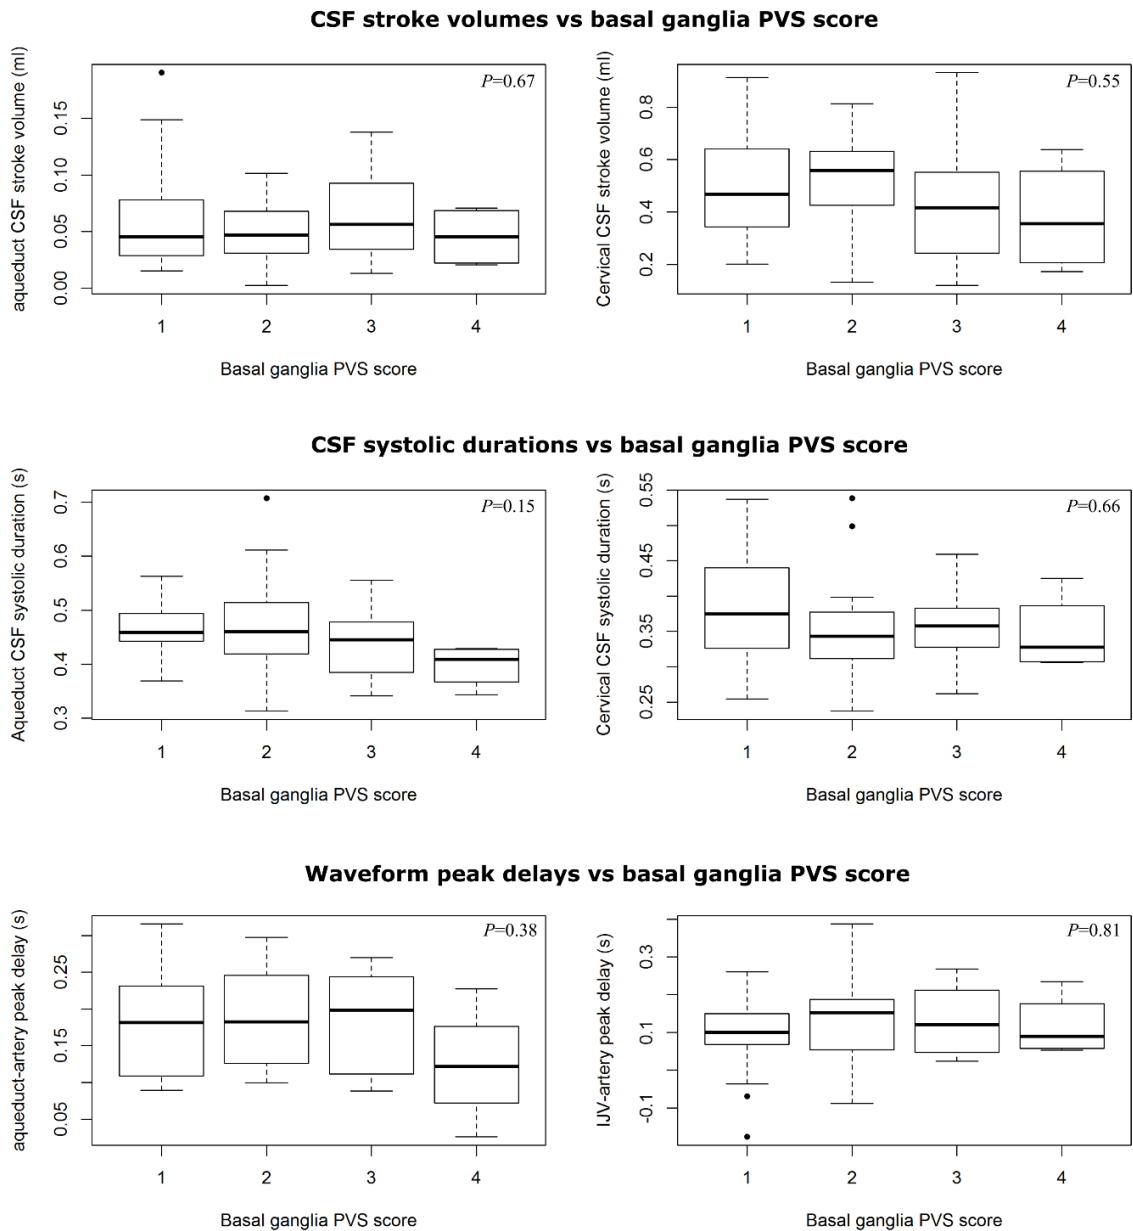 CSF stroke volumes vs basal ganglia PVS score
aqueduct CSF stroke volume (ml)
0.15
0.10
0.05
0.00
P=0.67
1 2 3 4
Basal ganglia PVS score
Cervical CSF stroke volume (ml)
0.8
0.6
0.4
0.2
P=0.55
1 2 3 4
Basal ganglia PVS score
CSF systolic durations vs basal ganglia PVS score
Aqueduct CSF systolic duration (s)
0.7
0.6
0.5
0.4
0.3
P=0.15
1 2 3 4
Basal ganglia PVS score
Cervical CSF systolic duration (s)
0.55
0.45
0.35
0.25
P=0.66
1 2 3 4
Basal ganglia PVS score
Waveform peak delays vs basal ganglia PVS score
aqueduct-artery peak delay (s)
0.25
0.15
0.05
P=0.38
1 2 3 4
Basal ganglia PVS score
IJV-artery peak delay (s)
0.3
0.1
-0.1
P=0.81
1 2 3 4
Basal ganglia PVS score